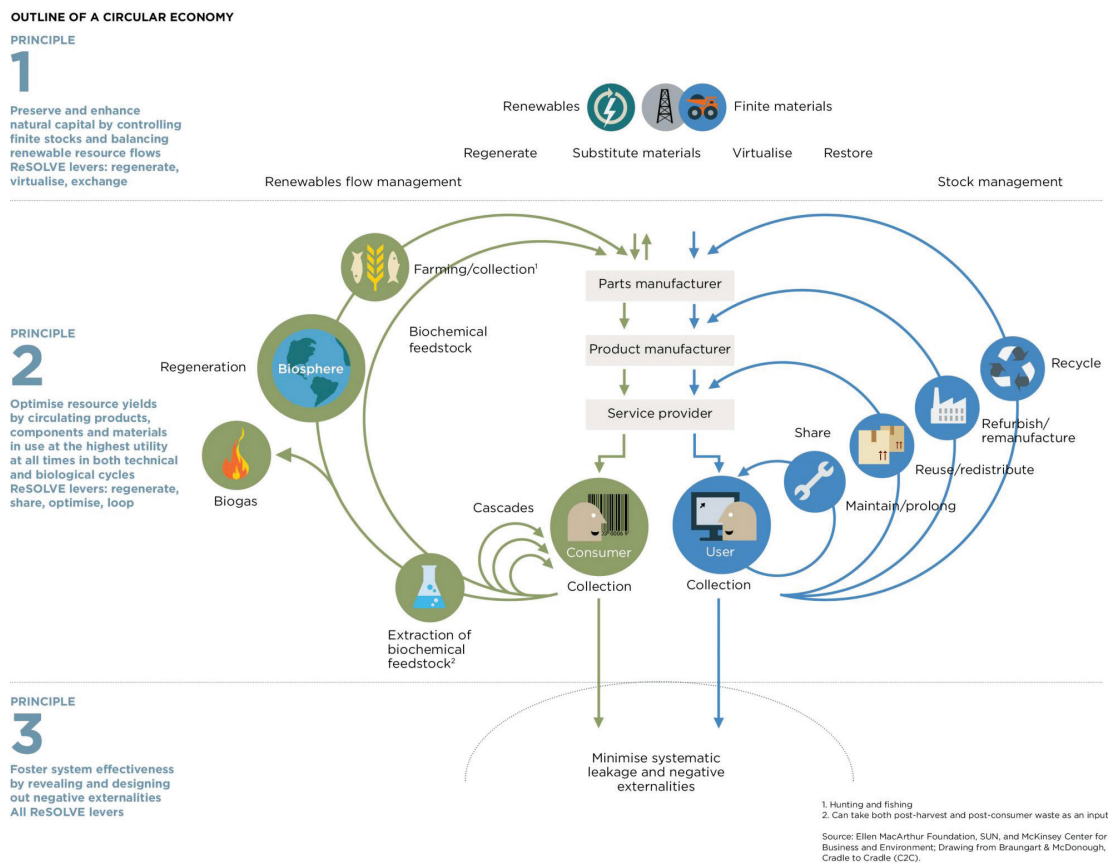 OUTLINE OF A CIRCULAR ECONOMY
PRINCIPLE
1
Preserve and enhance
natural capital by controlling
finite stocks and balancing
renewable resource flows
ReSOLVE levers: regenerate,
virtualise, exchange
Renewables
Finite materials
Regenerate
Substitute materials
Virtualise
Restore
Renewables flow management
Stock management
PRINCIPLE
2
Optimise resource yields
by circulating products,
components and materials
in use at the highest utility
at all times in both technical
and biological cycles
ReSOLVE levers: regenerate,
share, optimise, loop
Farming/collection¹
Biochemical
feedstock
Regeneration
Biosphere
Biogas
Cascades
Extraction of
biochemical
feedstock²
Parts manufacturer
Product manufacturer
Service provider
Consumer
Collection
User
Collection
Share
Maintain/prolong
Reuse/redistribute
Refurbish/
remanufacture
Recycle
PRINCIPLE
3
Foster system effectiveness
by revealing and designing
out negative externalities
All ReSOLVE levers
Minimise systematic
leakage and negative
externalities
1. Hunting and fishing
2. Can take both post-harvest and post-consumer waste as an input
Source: Ellen MacArthur Foundation, SUN, and McKinsey Center for
Business and Environment; Drawing from Braungart & McDonough,
Cradle to Cradle (C2C).